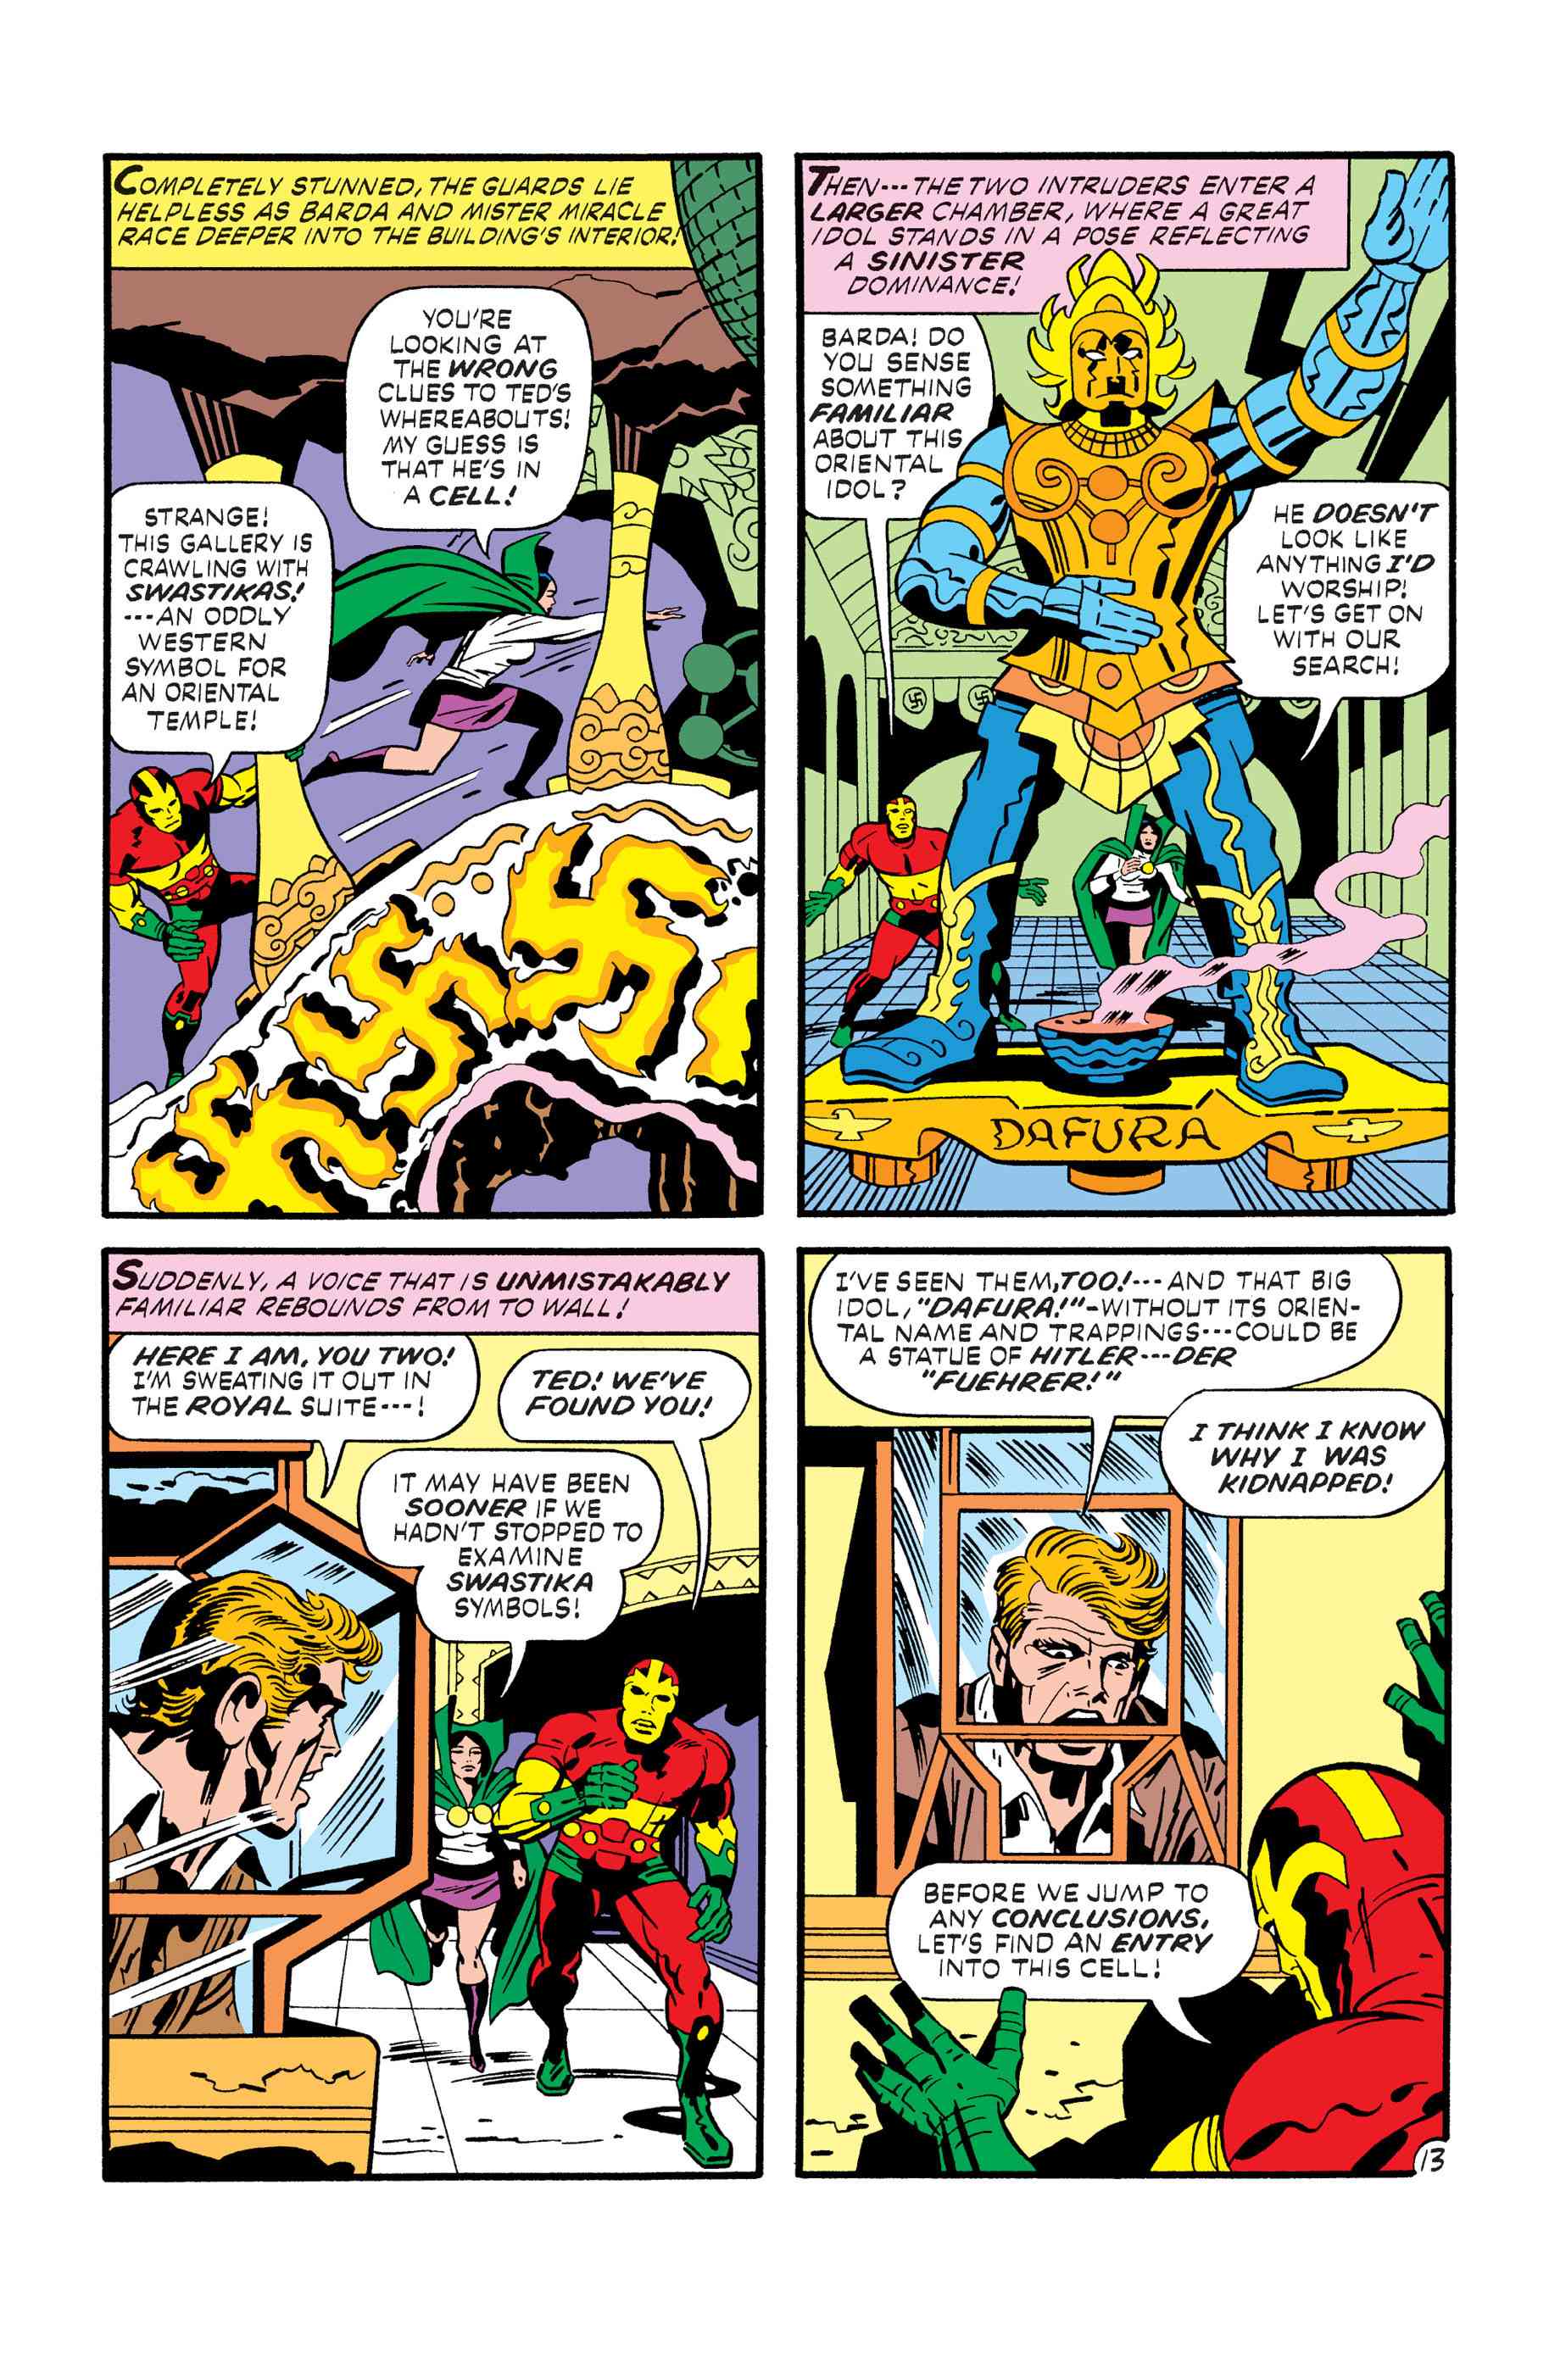 COMPLETELY STUNNED, THE GUARDS LIE
HELPLESS AS BARDA AND MISTER MIRACLE
RACE DEEPER INTO THE BUILDING'S INTERIOR!
YOU'RE
LOOKING AT
THE WRONG
CLUES TO TED'S
WHEREABOUTS!
MY GUESS IS
THAT HE'S IN
A CELL!
STRANGE!
THIS GALLERY IS
CRAWLING WITH
SWASTIKAS!
---AN ODDLY
WESTERN
SYMBOL FOR
AN ORIENTAL
TEMPLE!
THEN--- THE TWO INTRUDERS ENTER A
LARGER CHAMBER, WHERE A GREAT
IDOL STANDS IN A POSE REFLECTING
A SINISTER
DOMINANCE!
BARDA! DO
YOU SENSE
SOMETHING
FAMILIAR
ABOUT THIS
ORIENTAL
IDOL?
HE DOESN'T
LOOK LIKE
ANYTHING I'D
WORSHIP!
LET'S GET ON
WITH OUR
SEARCH!
DAFURA
SUDDENLY, A VOICE THAT IS UNMISTAKABLY
FAMILIAR REBOUNDS FROM TO WALL!
HERE I AM, YOU TWO!
I'M SWEATING IT OUT IN
THE ROYAL SUITE---!
TED! WE'VE
FOUND YOU!
IT MAY HAVE BEEN
SOONER IF WE
HADN'T STOPPED TO
EXAMINE
SWASTIKA
SYMBOLS!
I'VE SEEN THEM, TOO!--- AND THAT BIG
IDOL, "DAFURA!"-WITHOUT ITS ORIEN-
TAL NAME AND TRAPPINGS---COULD BE
A STATUE OF HITLER---DER
"FUEHRER!"
I THINK I KNOW
WHY I WAS
KIDNAPPED!
BEFORE WE JUMP TO
ANY CONCLUSIONS,
LET'S FIND AN ENTRY
INTO THIS CELL!
13